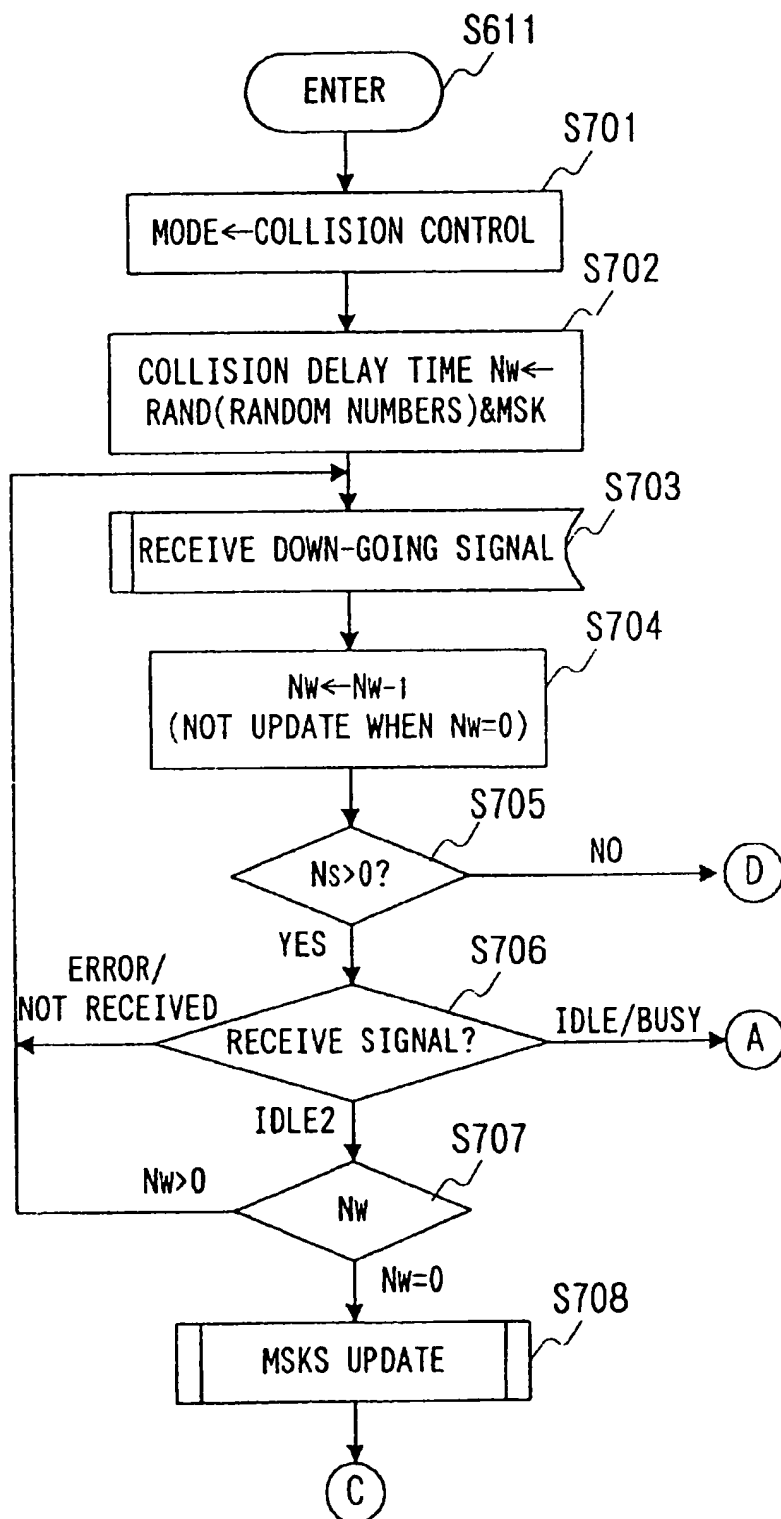 S611
ENTER
S701
MODE←COLLISION CONTROL
S702
COLLISION DELAY TIME NW←
RAND(RANDOM NUMBERS)&MSK
S703
RECEIVE DOWN-GOING SIGNAL
S704
NW←NW-1
(NOT UPDATE WHEN NW=0)
S705
NS>0?
NO
D
YES
S706
ERROR/
NOT RECEIVED
RECEIVE SIGNAL?
IDLE/BUSY
A
IDLE2
S707
NW>0
NW
NW=0
S708
MSKS UPDATE
C